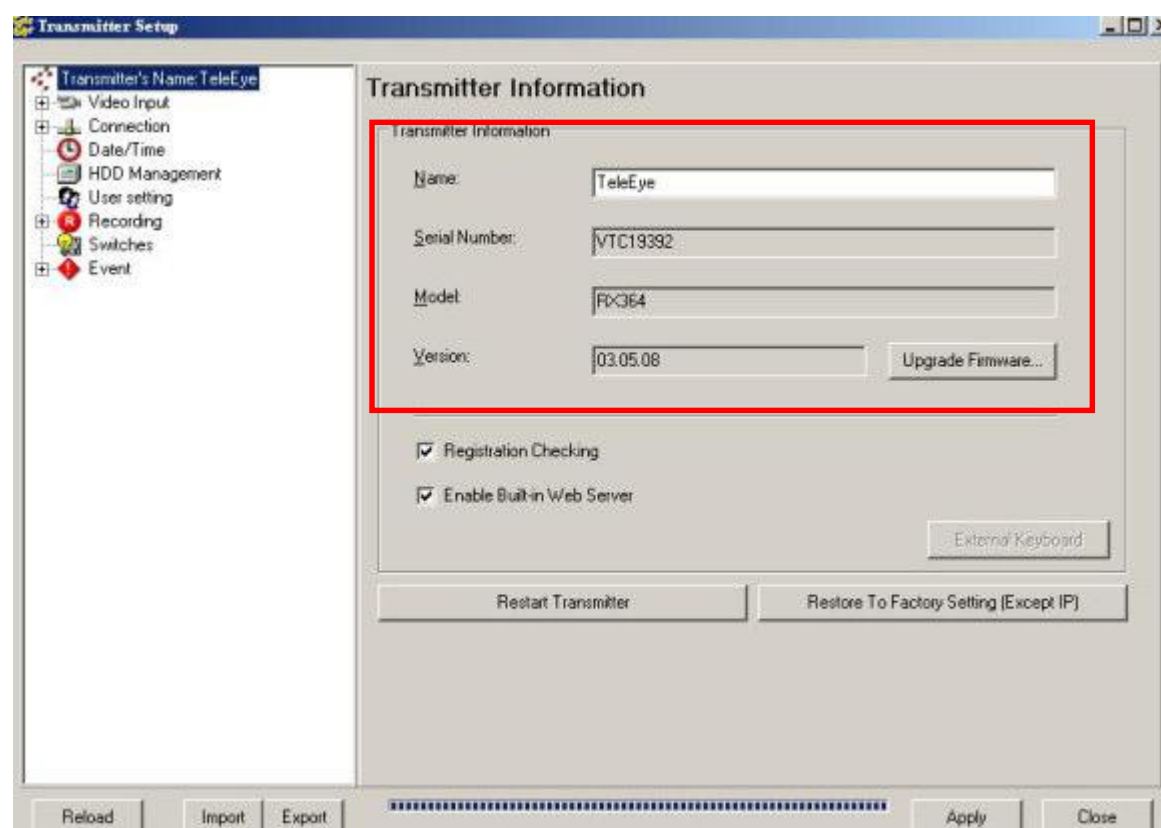 Transmitter Setup
Transmitter's Name:TeleEye
Video Input
Connection
Date/Time
HDD Management
User setting
Recording
Switches
Event
Transmitter Information
Transmitter Information
Name: TeleEye
Serial Number: VTC19392
Model: RX364
Version: 03.05.08 Upgrade Firmware...
Registration Checking
Enable Built-in Web Server
External Keyboard
Restart Transmitter Restore To Factory Setting (Except IP)
Reload Import Export Apply Close